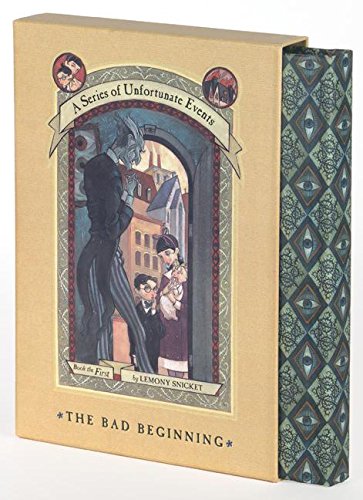 A Series of Unfortunate Events
Book the First
by LEMONY SNICKET
*THE BAD BEGINNING*